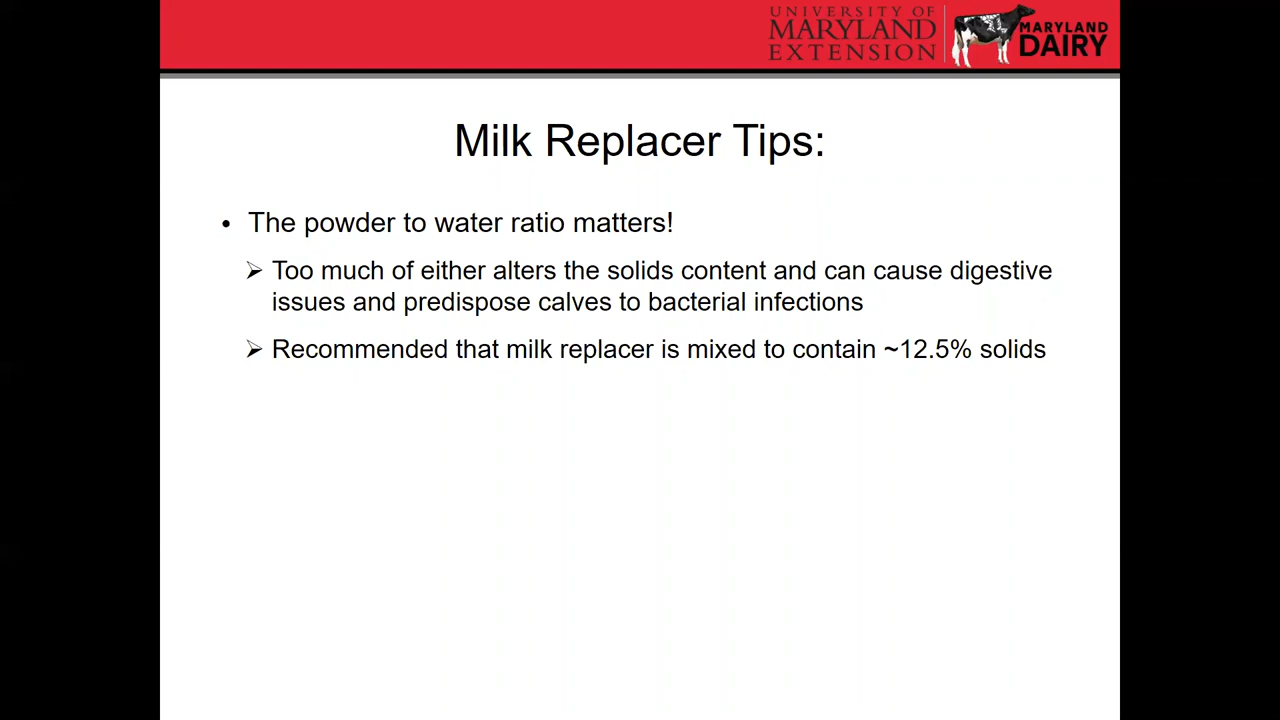 UNIVERSITY OF
MARYLAND
EXTENSION
MARYLAND
DAIRY
Milk Replacer Tips:
• The powder to water ratio matters!
➢ Too much of either alters the solids content and can cause digestive
issues and predispose calves to bacterial infections
➢ Recommended that milk replacer is mixed to contain ~12.5% solids